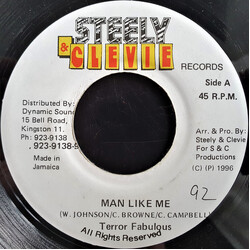 STEELY
& CLEVIE
RECORDS
Side A
45 R.P.M.
Distributed By:
Dynamic Sound
15 Bell Road,
Kingston 11.
Ph: 923-9138
923-9138-9
Made in
Jamaica
Arr. & Pro. By:
Steely & Clevie
For S & C
Productions
(C) (P) 1996
92
MAN LIKE ME
(W. JOHNSON/C. BROWNE/C. CAMPBELL)
Terror Fabulous
All Rights Reserved